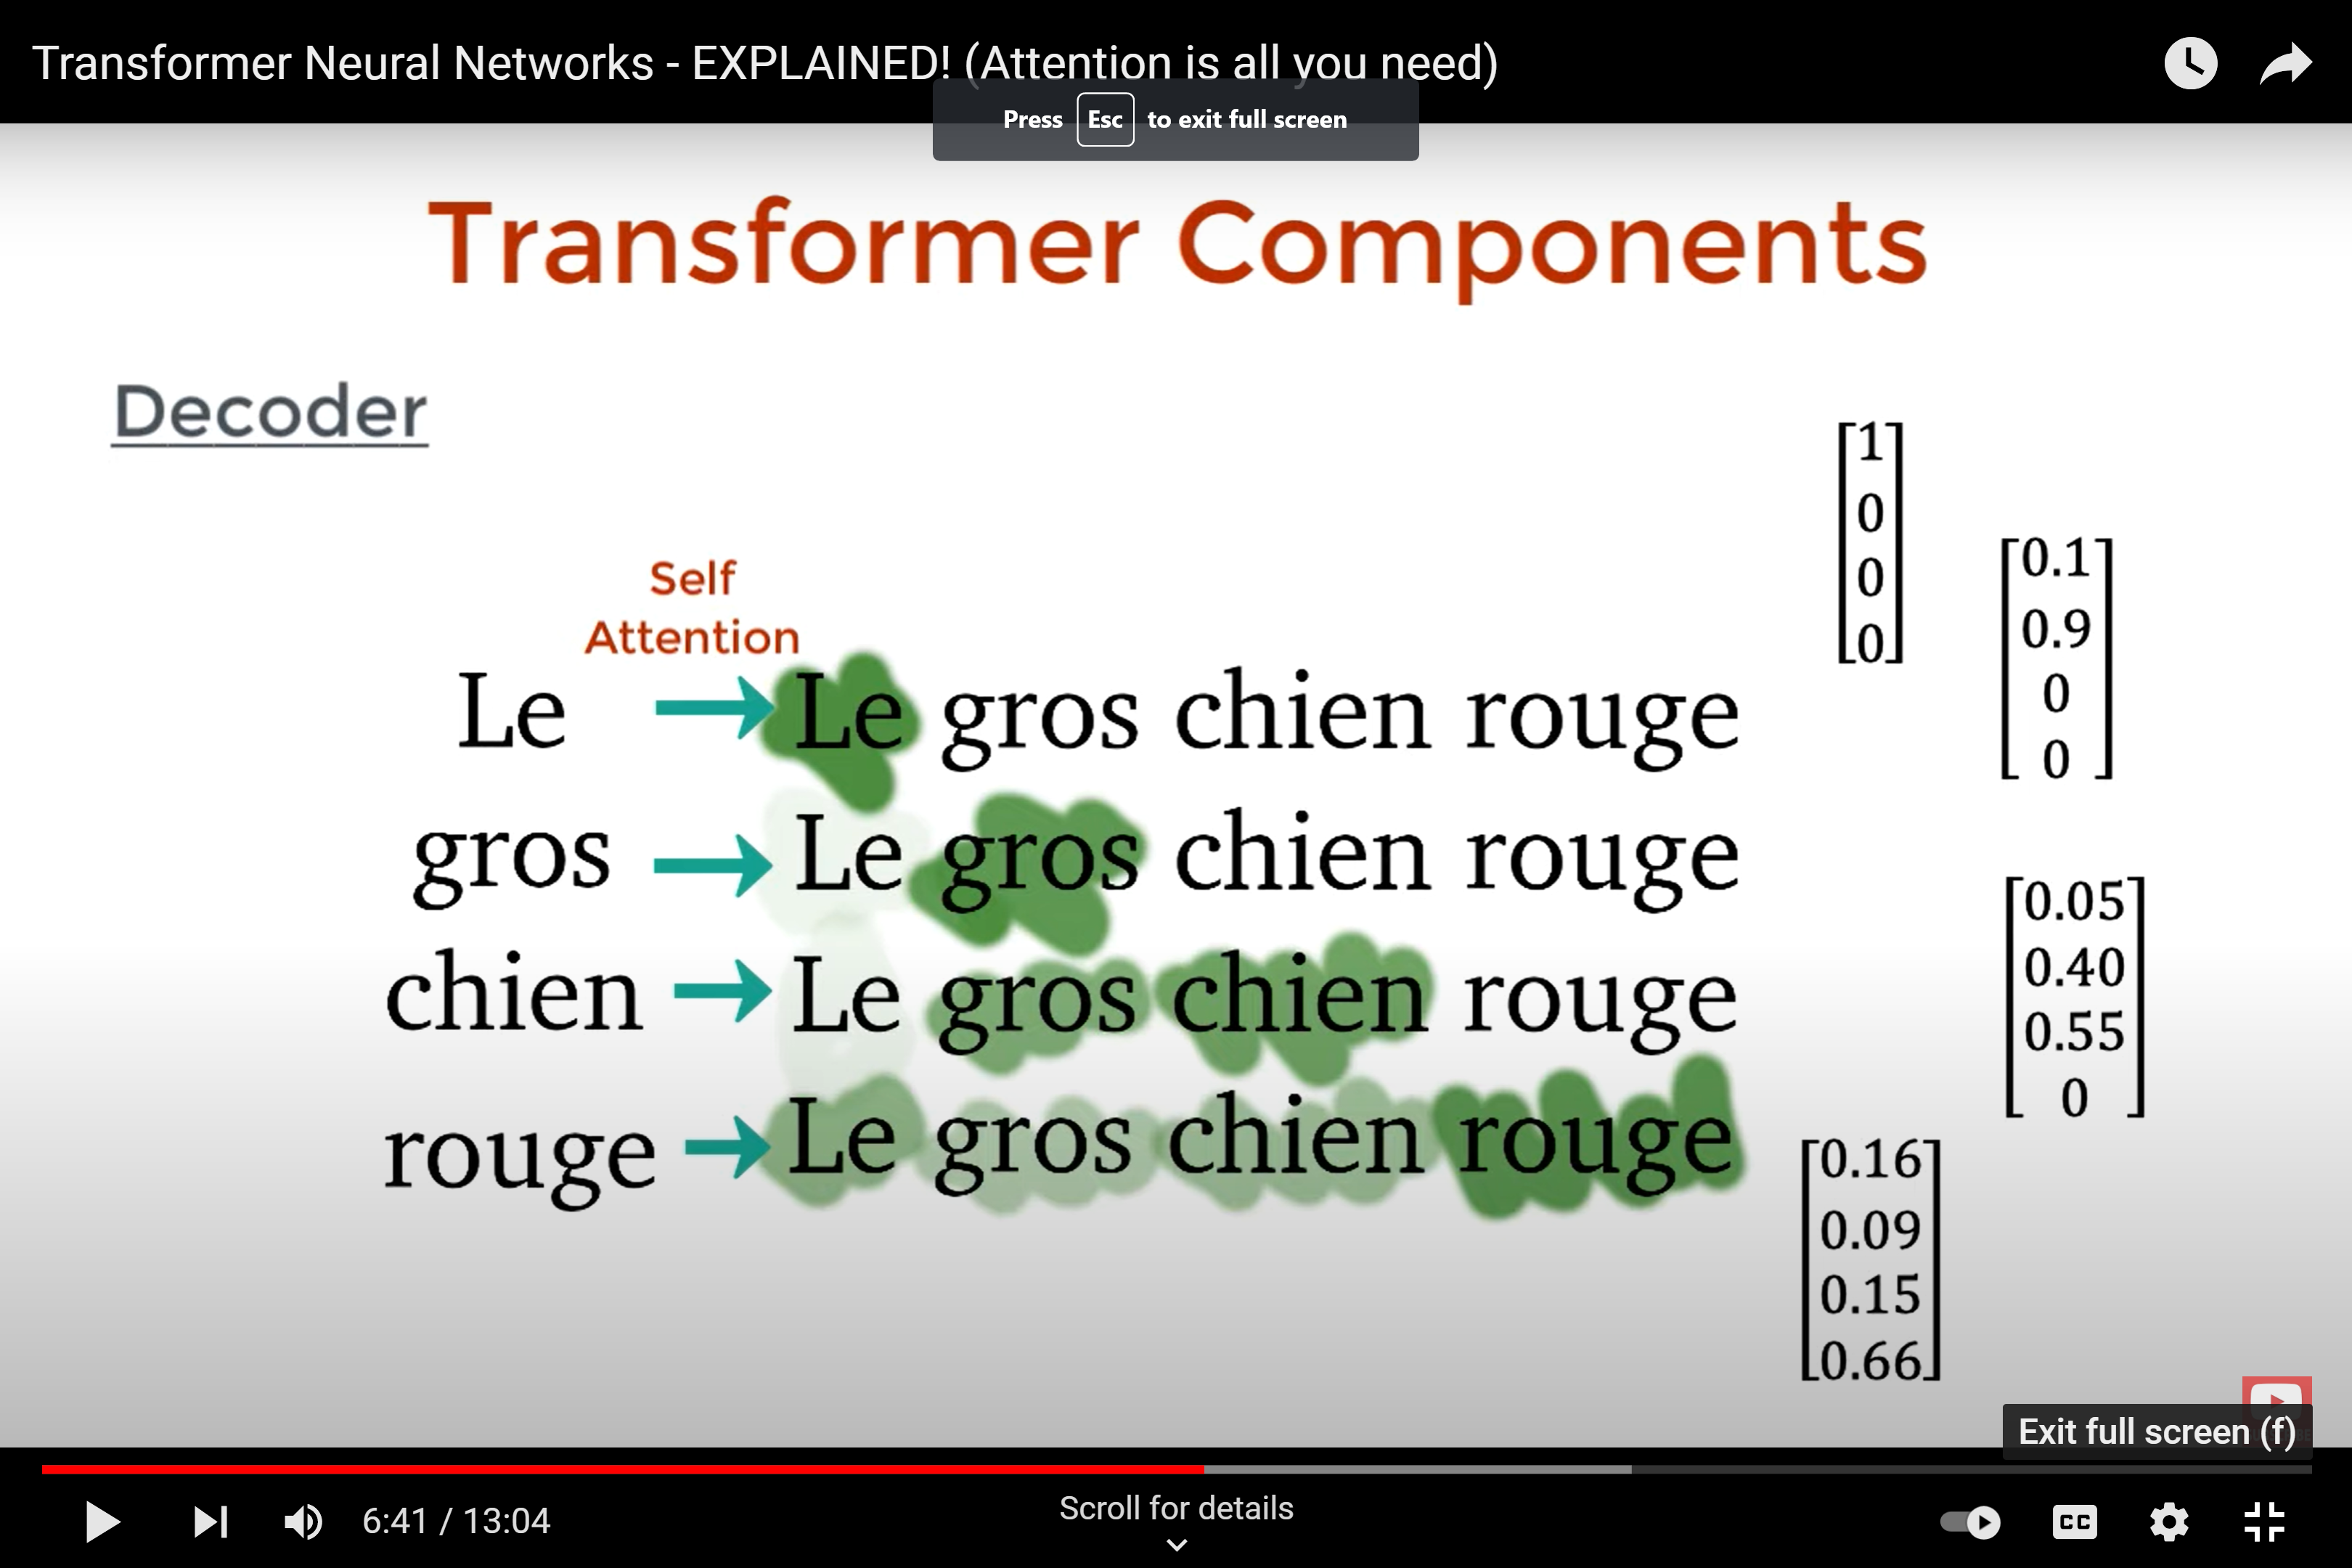 Transformer Neural Networks - EXPLAINED! (Attention is all you need)
Press Esc to exit full screen
Transformer Components
Decoder
Self
Attention
Le → Le gros chien rouge
gros → Le gros chien rouge
chien → Le gros chien rouge
rouge → Le gros chien rouge
1
0
0
0
0.1
0.9
0
0
0.05
0.40
0.55
0
0.16
0.09
0.15
0.66
Exit full screen (f)
6:41 / 13:04
Scroll for details
CC